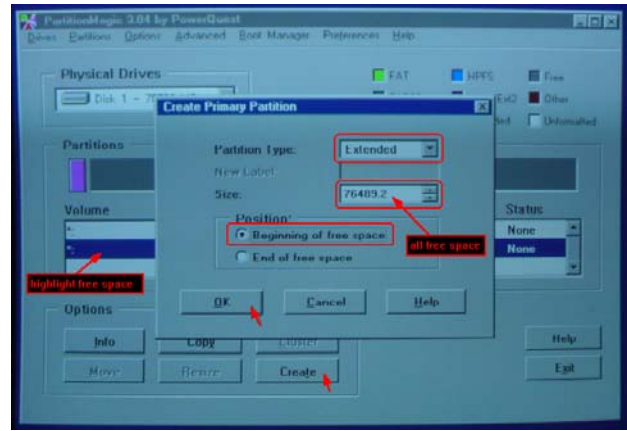 PartitionMagic 3.04 by PowerQuest
Drives Partitions Options Advanced Boot Manager Preferences Help
Physical Drives
FAT
HPFS
Free
Disk 1 -
Other
Create Primary Partition
Unformatted
Partition Type:
Extended
Partitions
New Label:
Size:
76489.2
Volume
Status
Position:
*:
None
Beginning of free space
all free space
*:
None
End of free space
highlight free space
Options
OK
Cancel
Help
Info
Copy
Cluster
Help
Move
Resize
Create
Exit